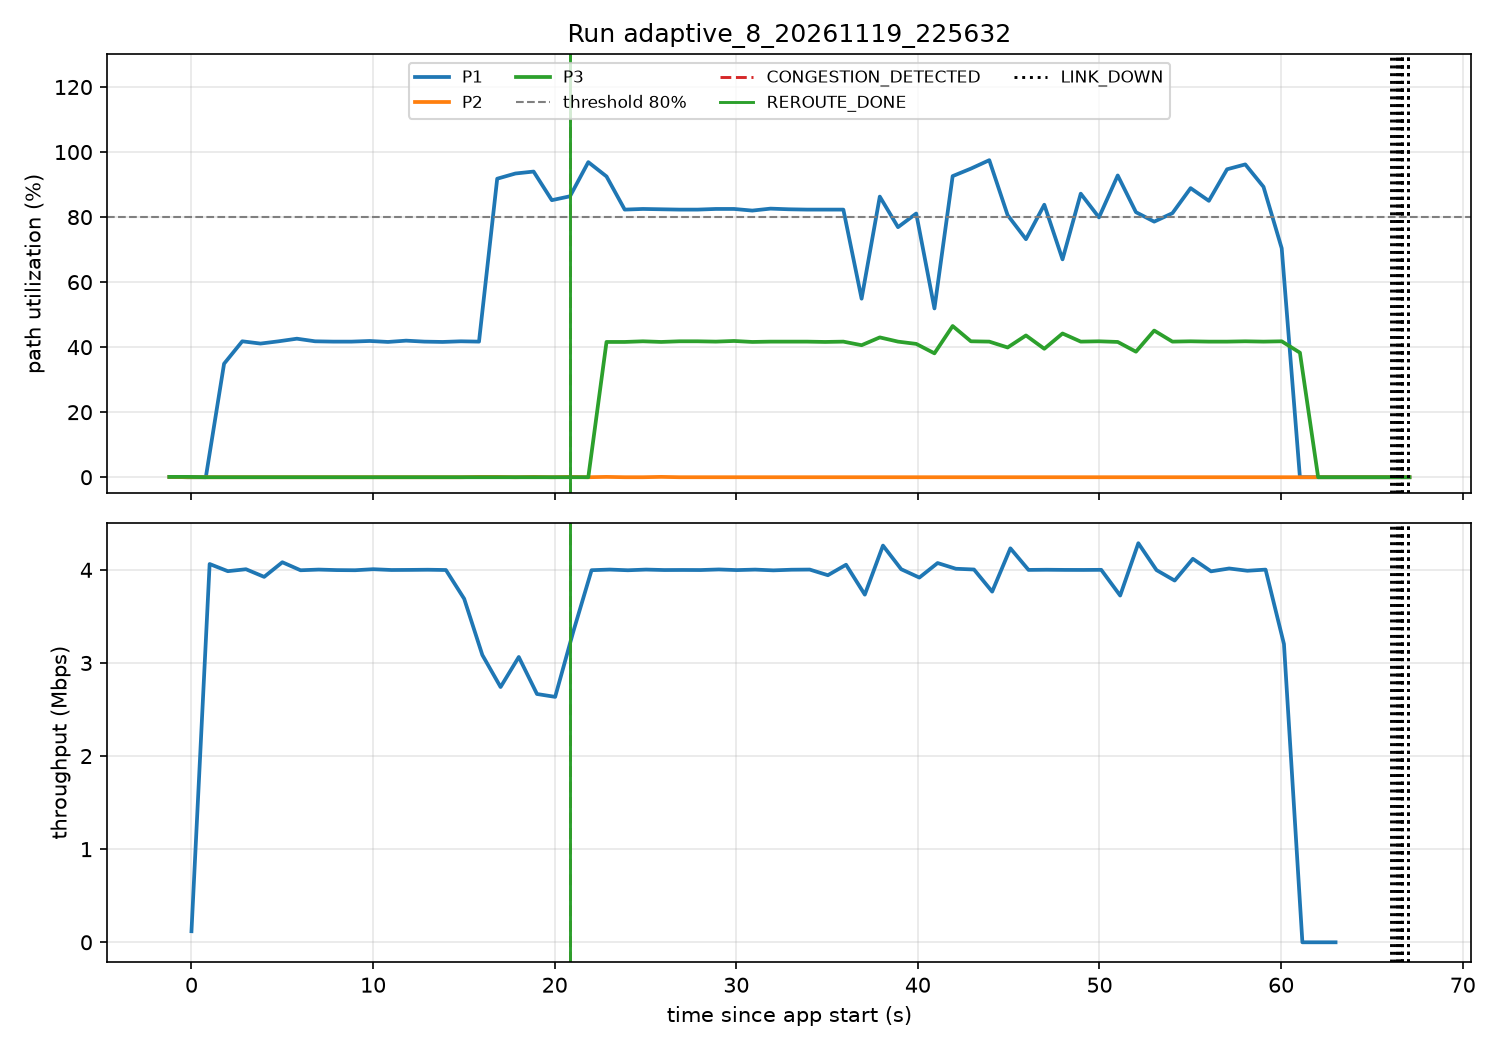 Run adaptive_8_20261119_225632
path utilization (%)
120
100
80
60
40
20
0
P1
P2
P3
threshold 80%
CONGESTION_DETECTED
REROUTE_DONE
LINK_DOWN
throughput (Mbps)
4
3
2
1
0
0 10 20 30 40 50 60 70
time since app start (s)